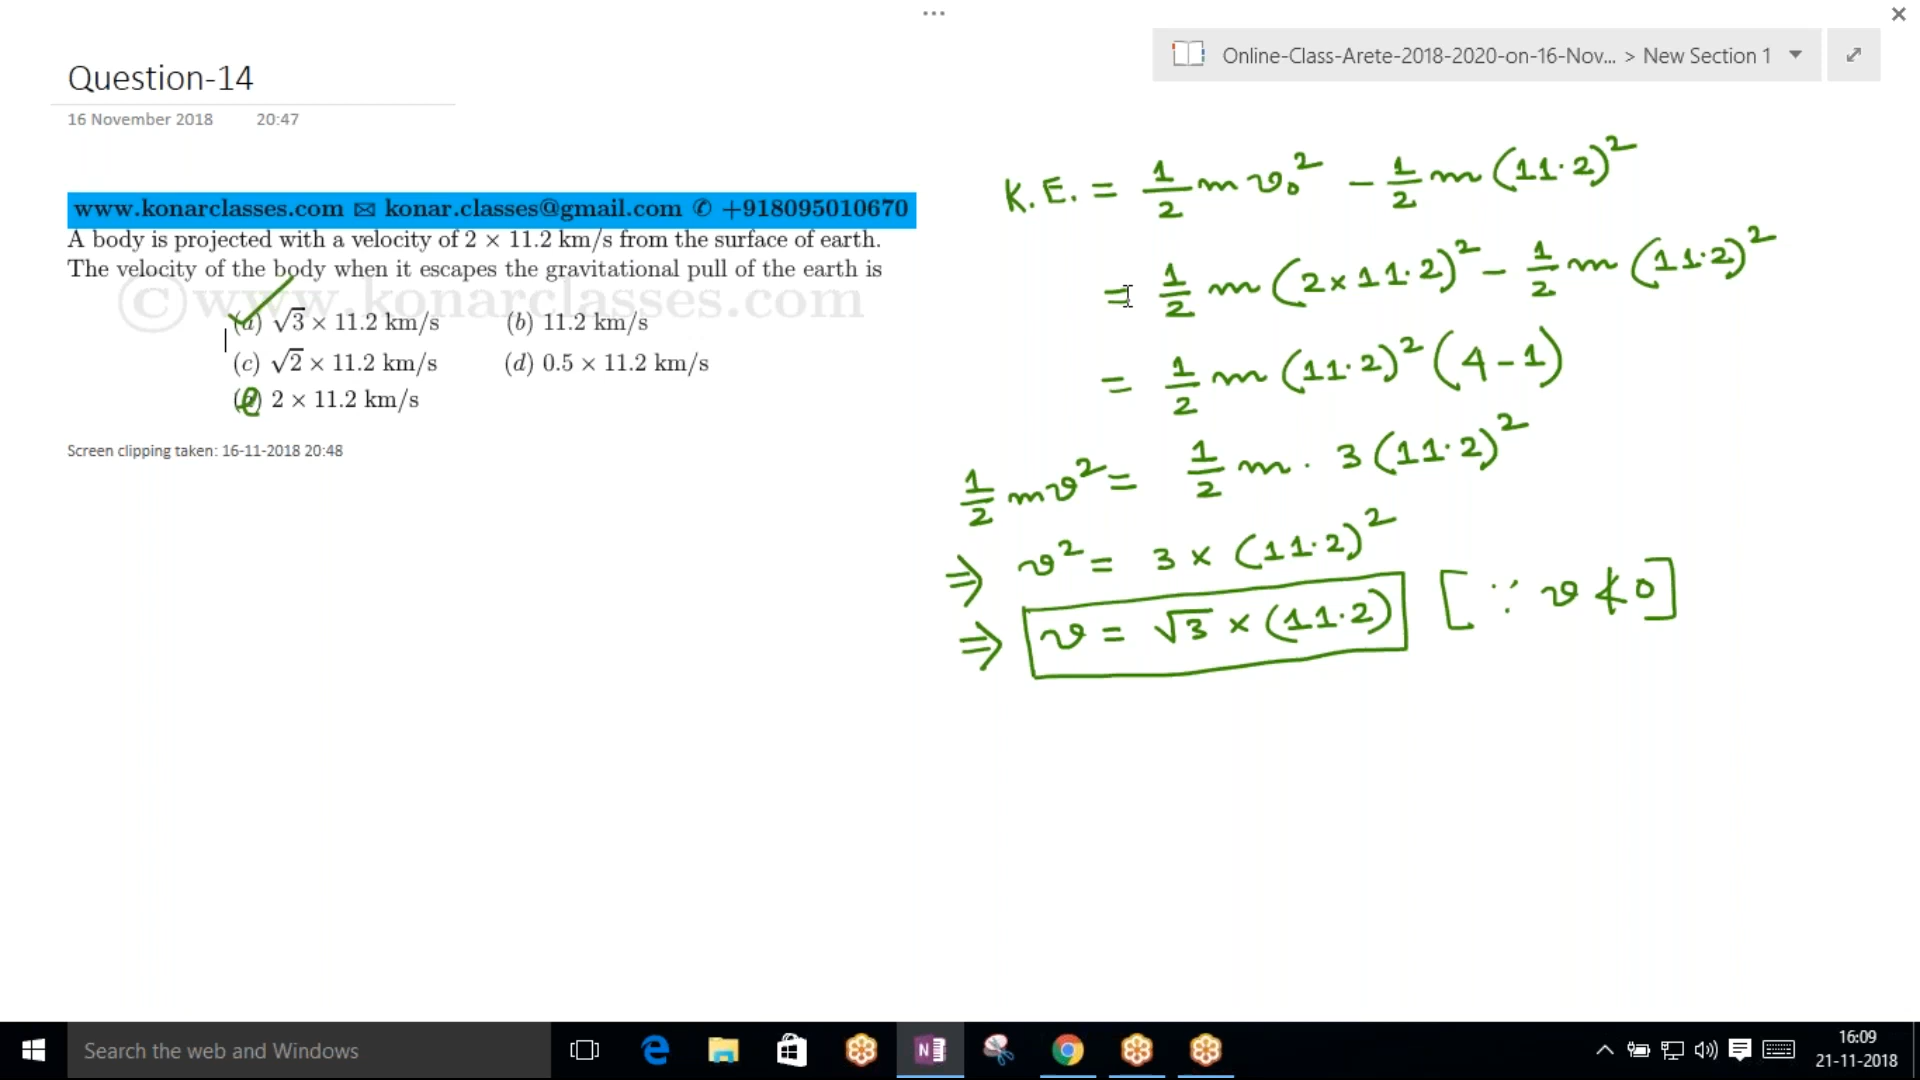 ...
Online-Class-Arete-2018-2020-on-16-Nov... > New Section 1
Question-14
16 November 2018 20:47
www.konarclasses.com ✉ konar.classes@gmail.com ✆ +918095010670
A body is projected with a velocity of 2 × 11.2 km/s from the surface of earth.
The velocity of the body when it escapes the gravitational pull of the earth is
©www.konarclasses.com
(a) √3 × 11.2 km/s (b) 11.2 km/s
(c) √2 × 11.2 km/s (d) 0.5 × 11.2 km/s
(e) 2 × 11.2 km/s
Screen clipping taken: 16-11-2018 20:48
K.E. = 1/2 m v₀² - 1/2 m (11.2)²
= 1/2 m (2 × 11.2)² - 1/2 m (11.2)²
= 1/2 m (11.2)² (4 - 1)
1/2 m v² = 1/2 m . 3 (11.2)²
⇒ v² = 3 × (11.2)²
⇒ v = √3 × (11.2) [∵ v ≮ 0]
Search the web and Windows
16:09
21-11-2018